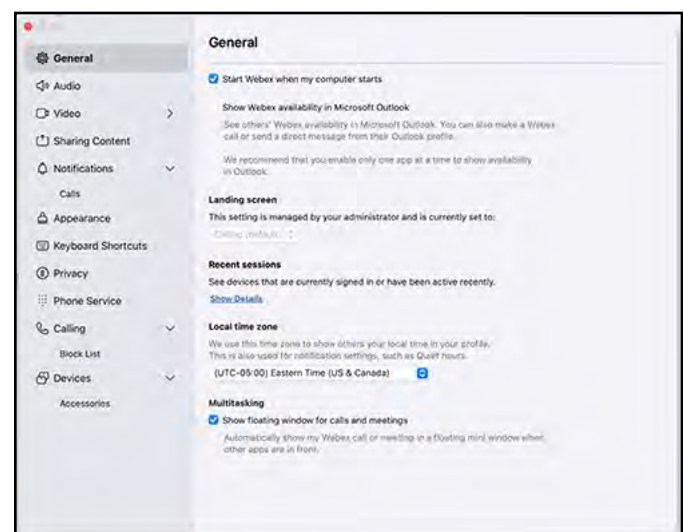 General
Audio
Video
Sharing Content
Notifications
Calls
Appearance
Keyboard Shortcuts
Privacy
Phone Service
Calling
Block List
Devices
Accessories
General
Start Webex when my computer starts
Show Webex availability in Microsoft Outlook
See others' Webex availability in Microsoft Outlook. You can also make a Webex
call or send a direct message from their Outlook profile.
We recommend that you enable only one app at a time to show availability
in Outlook.
Landing screen
This setting is managed by your administrator and is currently set to:
Calling (default)
Recent sessions
See devices that are currently signed in or have been active recently.
Show Details
Local time zone
We use this time zone to show others your local time in your profile.
This is also used for notification settings, such as Quiet hours.
(UTC-05:00) Eastern Time (US & Canada)
Multitasking
Show floating window for calls and meetings
Automatically show my Webex call or meeting in a floating mini window when
other apps are in front.